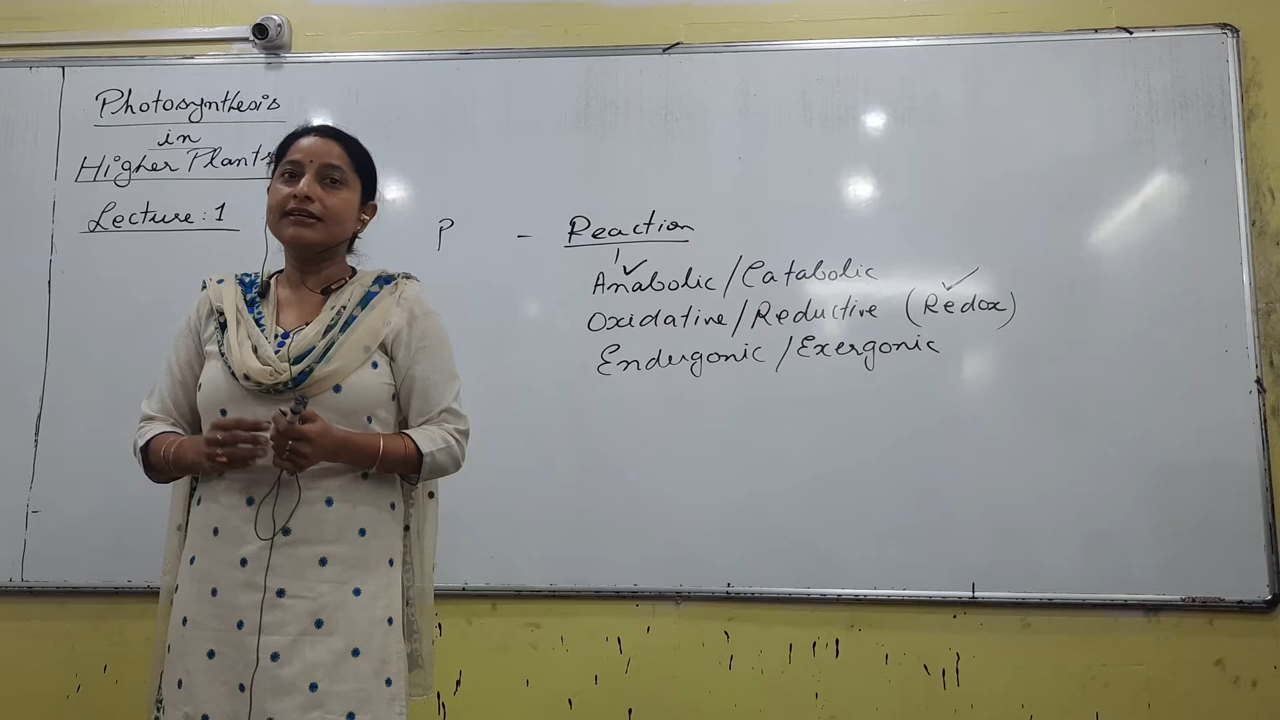 Photosynthesis
in
Higher Plants
Lecture : 1
P - Reaction
Anabolic / Catabolic
Oxidative / Reductive (Redox)
Endergonic / Exergonic